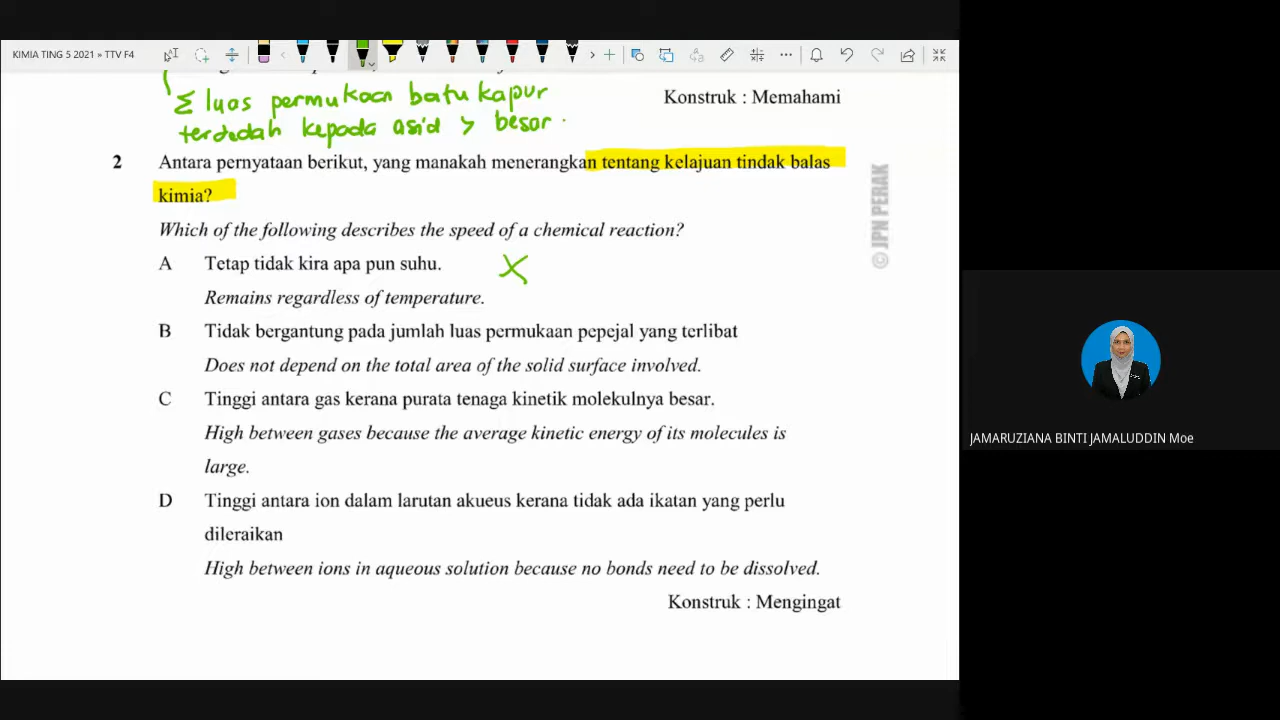 KIMIA TING 5 2021 » TTV F4
Σ luas permukaan batu kapur
terdedah kepada asid > besar.
Konstruk : Memahami
2 Antara pernyataan berikut, yang manakah menerangkan tentang kelajuan tindak balas
kimia?
Which of the following describes the speed of a chemical reaction?
A Tetap tidak kira apa pun suhu. X
Remains regardless of temperature.
B Tidak bergantung pada jumlah luas permukaan pepejal yang terlibat
Does not depend on the total area of the solid surface involved.
C Tinggi antara gas kerana purata tenaga kinetik molekulnya besar.
High between gases because the average kinetic energy of its molecules is
large.
D Tinggi antara ion dalam larutan akueus kerana tidak ada ikatan yang perlu
dileraikan
High between ions in aqueous solution because no bonds need to be dissolved.
Konstruk : Mengingat
© JPN PERAK
JAMARUZIANA BINTI JAMALUDDIN Moe